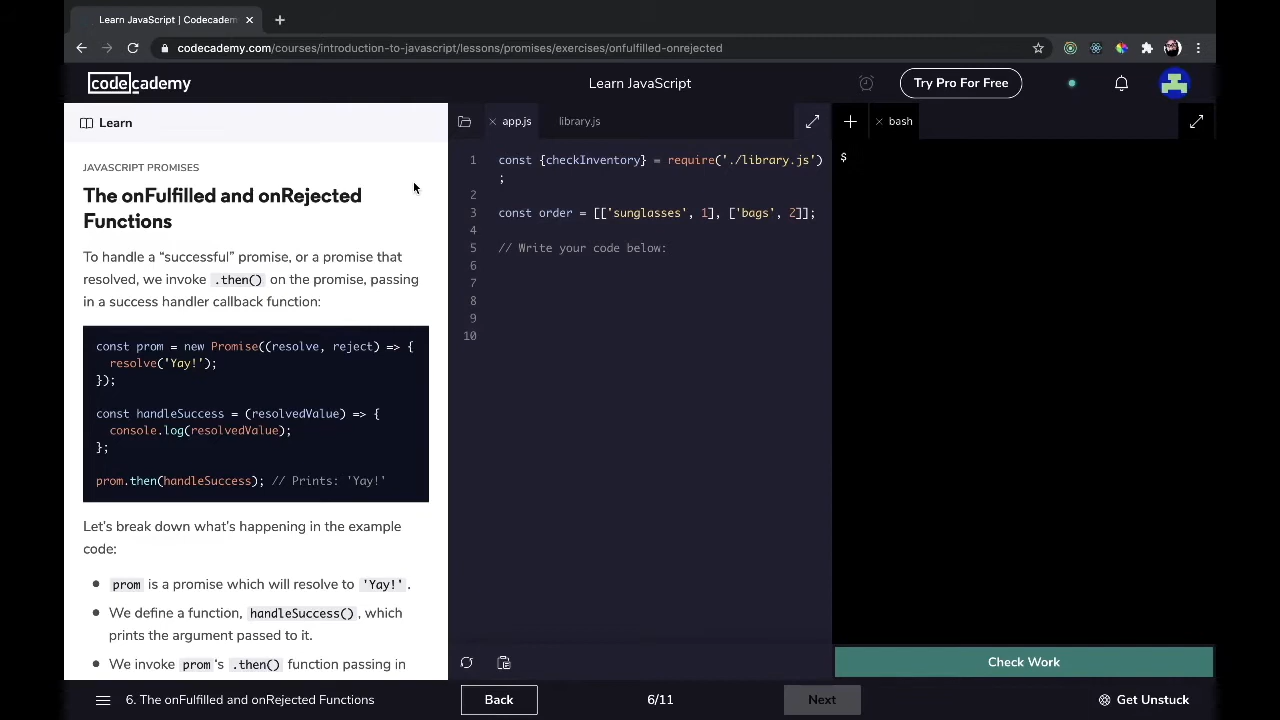 Learn JavaScript | Codecadem
codecademy.com/courses/introduction-to-javascript/lessons/promises/exercises/onfulfilled-onrejected
codecademy
Learn JavaScript
Try Pro For Free
Learn
JAVASCRIPT PROMISES
The onFulfilled and onRejected
Functions
To handle a “successful” promise, or a promise that
resolved, we invoke .then() on the promise, passing
in a success handler callback function:
const prom = new Promise((resolve, reject) => {
resolve('Yay!');
});
const handleSuccess = (resolvedValue) => {
console.log(resolvedValue);
};
prom.then(handleSuccess); // Prints: 'Yay!'
Let’s break down what’s happening in the example
code:
prom is a promise which will resolve to 'Yay!'.
We define a function, handleSuccess(), which
prints the argument passed to it.
We invoke prom‘s .then() function passing in
app.js
library.js
1 const {checkInventory} = require('./library.js')
;
2
3 const order = [['sunglasses', 1], ['bags', 2]];
4
5 // Write your code below:
6
7
8
9
10
bash
$
Check Work
6. The onFulfilled and onRejected Functions
Back
6/11
Next
Get Unstuck